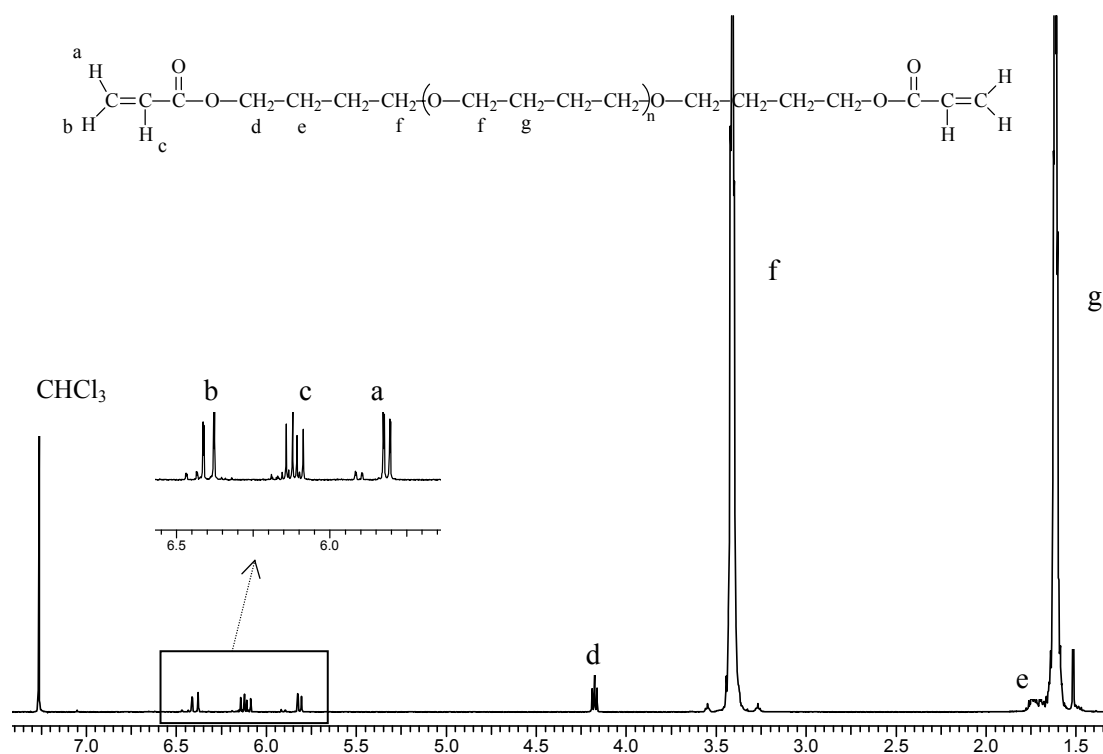 a
H O O H
C=C—C—O—CH₂-CH₂-CH₂-CH₂(O—CH₂-CH₂-CH₂-CH₂)O—CH₂-CH₂-CH₂-CH₂—O—C—C=C
b H H c d e f f g n H H
f
g
CHCl₃
b c a
6.5 6.0
d
e
7.0 6.5 6.0 5.5 5.0 4.5 4.0 3.5 3.0 2.5 2.0 1.5